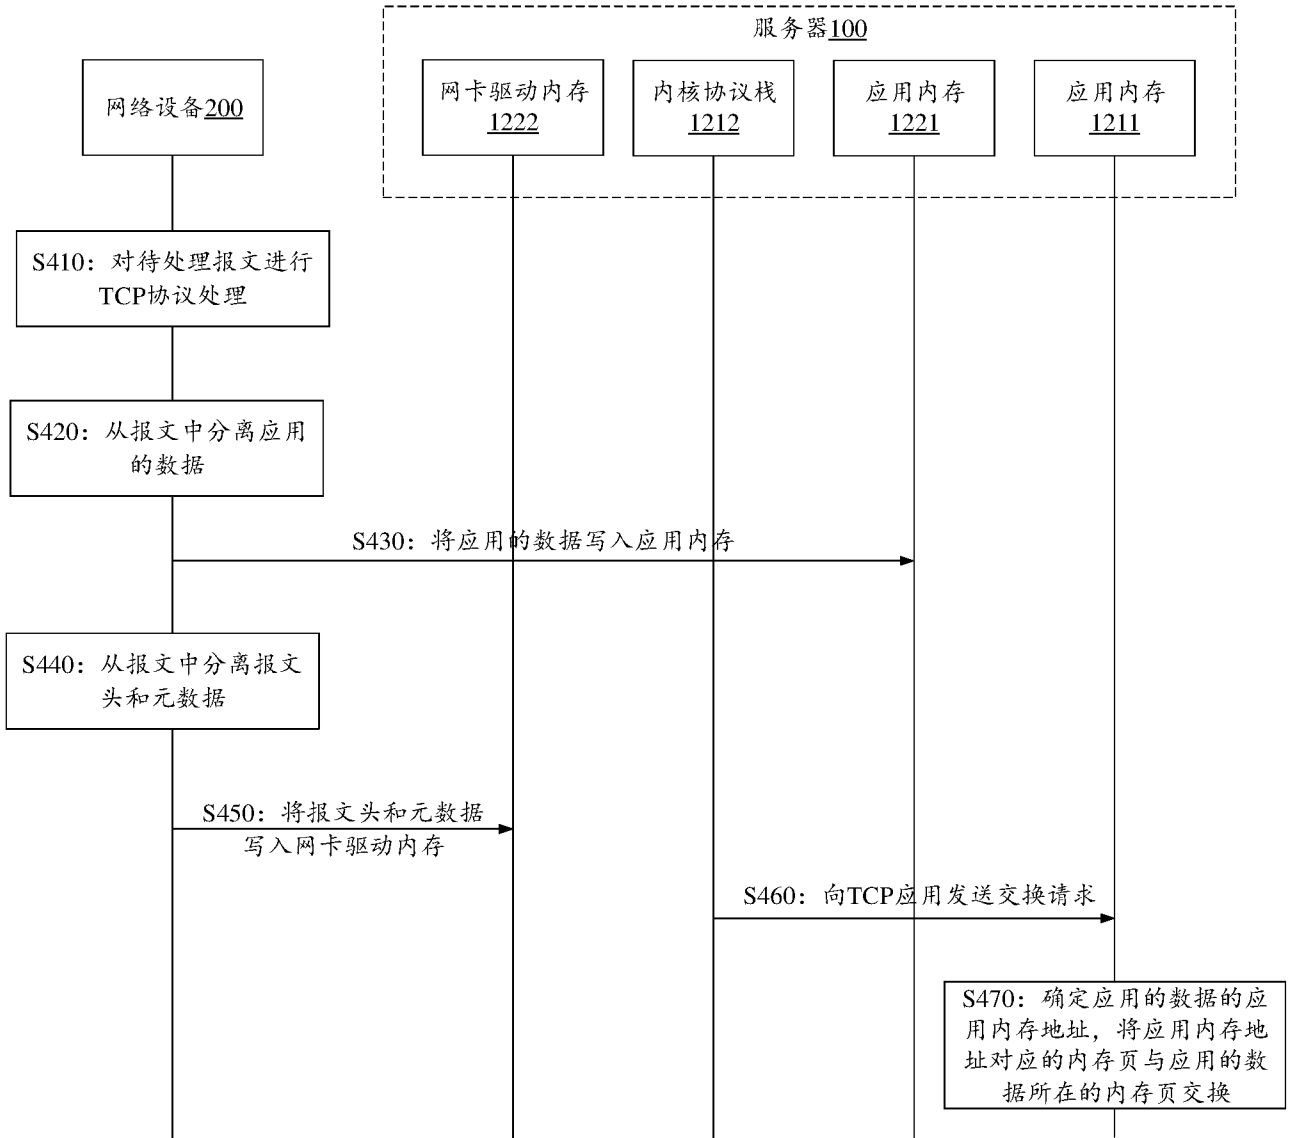 服务器100
网络设备200
网卡驱动内存
1222
内核协议栈
1212
应用内存
1221
应用内存
1211
S410：对待处理报文进行
TCP协议处理
S420：从报文中分离应用
的数据
S430：将应用的数据写入应用内存
S440：从报文中分离报文
头和元数据
S450：将报文头和元数据
写入网卡驱动内存
S460：向TCP应用发送交换请求
S470：确定应用的数据的应
用内存地址，将应用内存地
址对应的内存页与应用的数
据所在的内存页交换